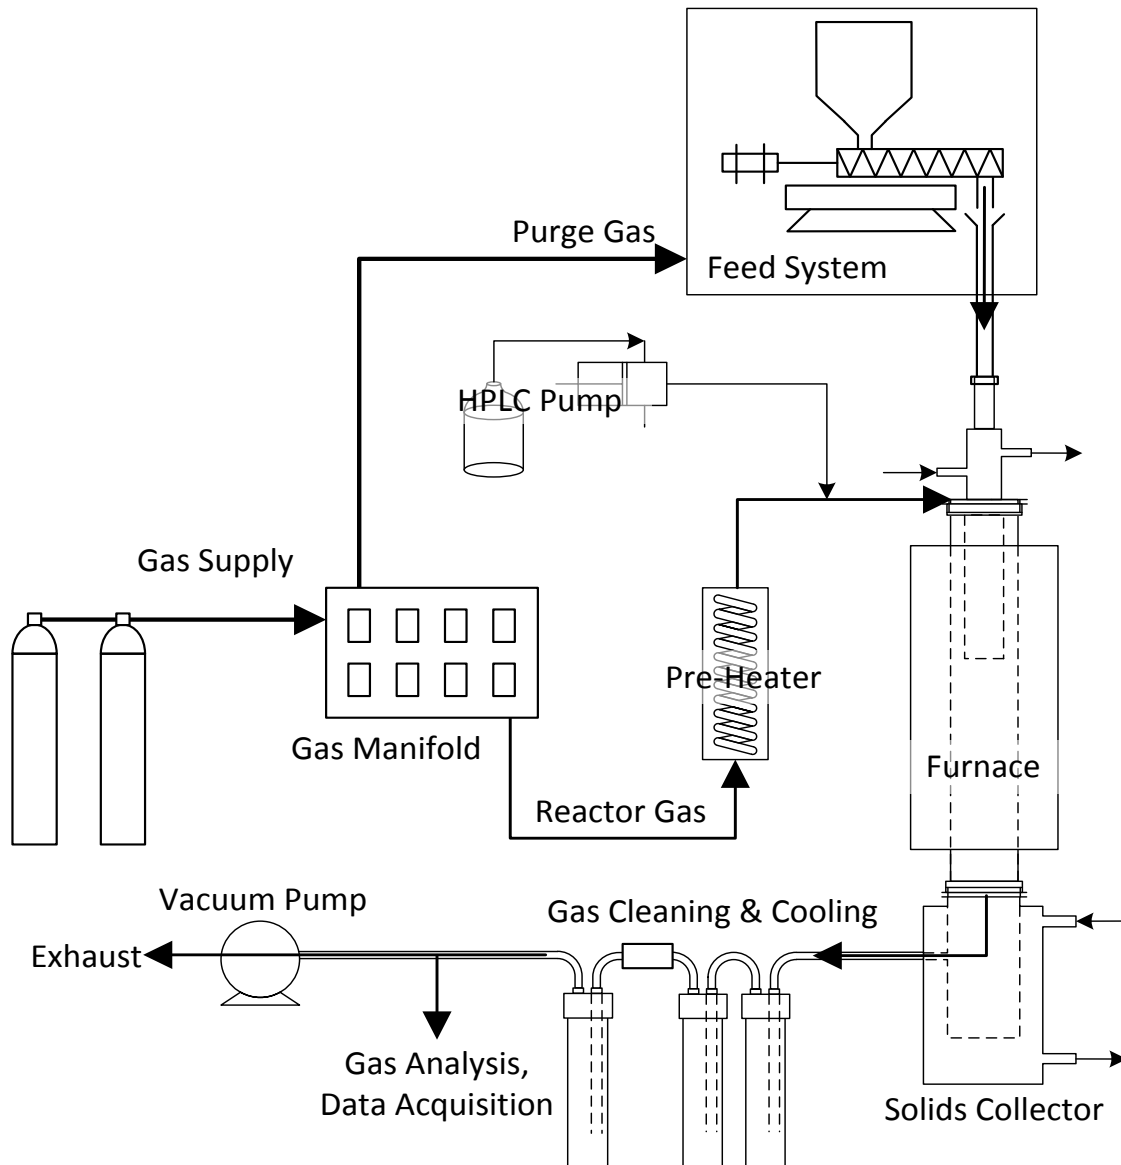 Purge Gas
Feed System
HPLC Pump
Gas Supply
Pre-Heater
Gas Manifold
Furnace
Reactor Gas
Vacuum Pump
Gas Cleaning & Cooling
Exhaust
Gas Analysis,
Data Acquisition
Solids Collector